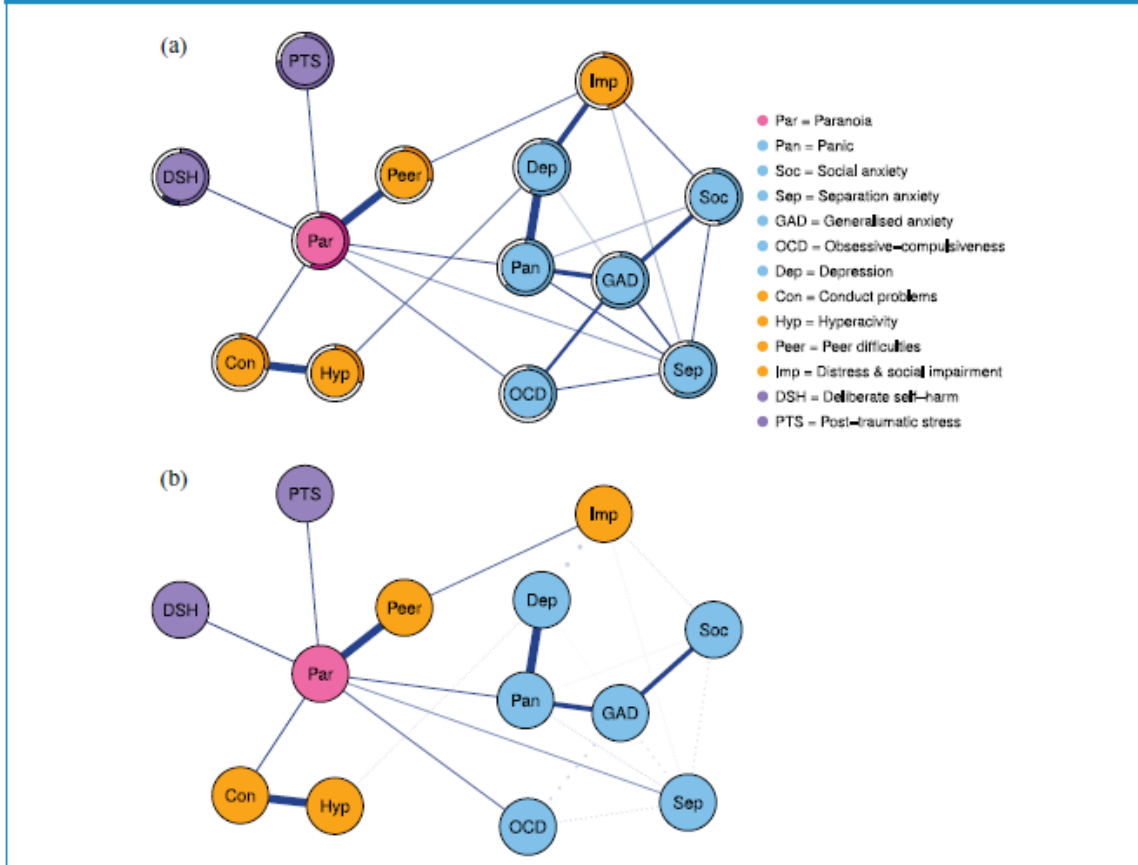 (a)
PTS
Imp
DSH
Peer
Dep
Soc
Par
Pan
GAD
Con
Hyp
OCD
Sep
Par = Paranoia
Pan = Panic
Soc = Social anxiety
Sep = Separation anxiety
GAD = Generalised anxiety
OCD = Obsessive–compulsiveness
Dep = Depression
Con = Conduct problems
Hyp = Hyperacivity
Peer = Peer difficulties
Imp = Distress & social impairment
DSH = Deliberate self–harm
PTS = Post–traumatic stress
(b)
PTS
Imp
DSH
Peer
Dep
Soc
Par
Pan
GAD
Con
Hyp
OCD
Sep